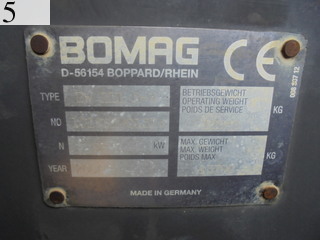 5
BOMAG
CE
D-56154 BOPPARD/RHEIN
TYPE
BETRIEBSGEWICHT
OPERATING WEIGHT
POIDS DE SERVICE
KG
NO
N
kW
MAX. GEWICHT
MAX. WEIGHT
POIDS MAX.
KG
YEAR
MADE IN GERMANY